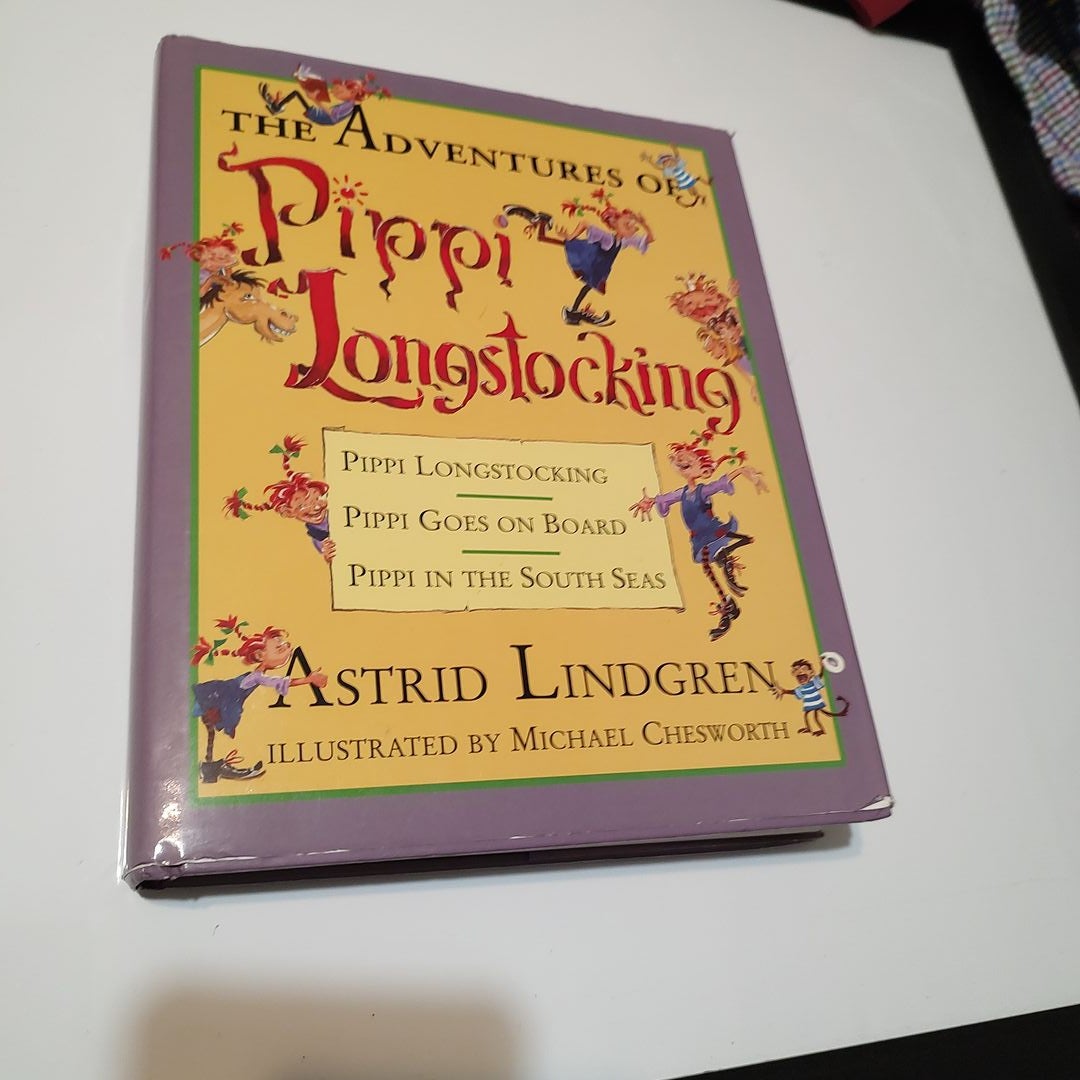 THE ADVENTURES OF
Pippi
Longstocking
PIPPI LONGSTOCKING
PIPPI GOES ON BOARD
PIPPI IN THE SOUTH SEAS
ASTRID LINDGREN
ILLUSTRATED BY MICHAEL CHESWORTH